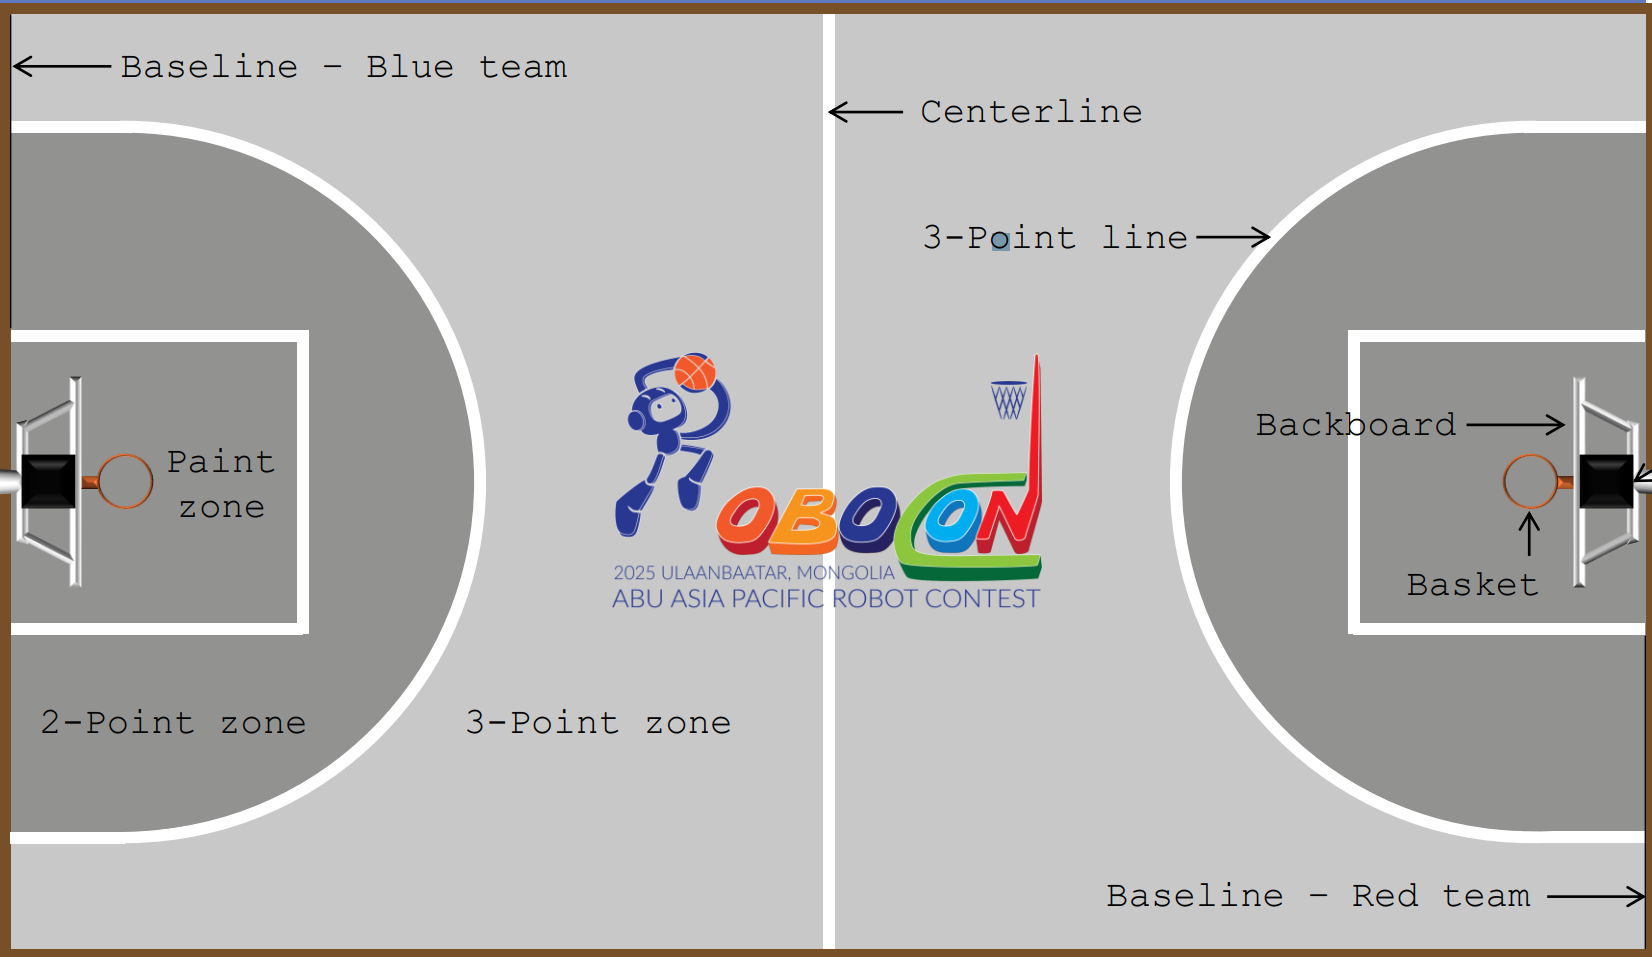 Baseline - Blue team
Centerline
3-Point line
Backboard
Paint
zone
OBOCON
2025 ULAANBAATAR, MONGOLIA
ABU ASIA PACIFIC ROBOT CONTEST
Basket
2-Point zone
3-Point zone
Baseline - Red team